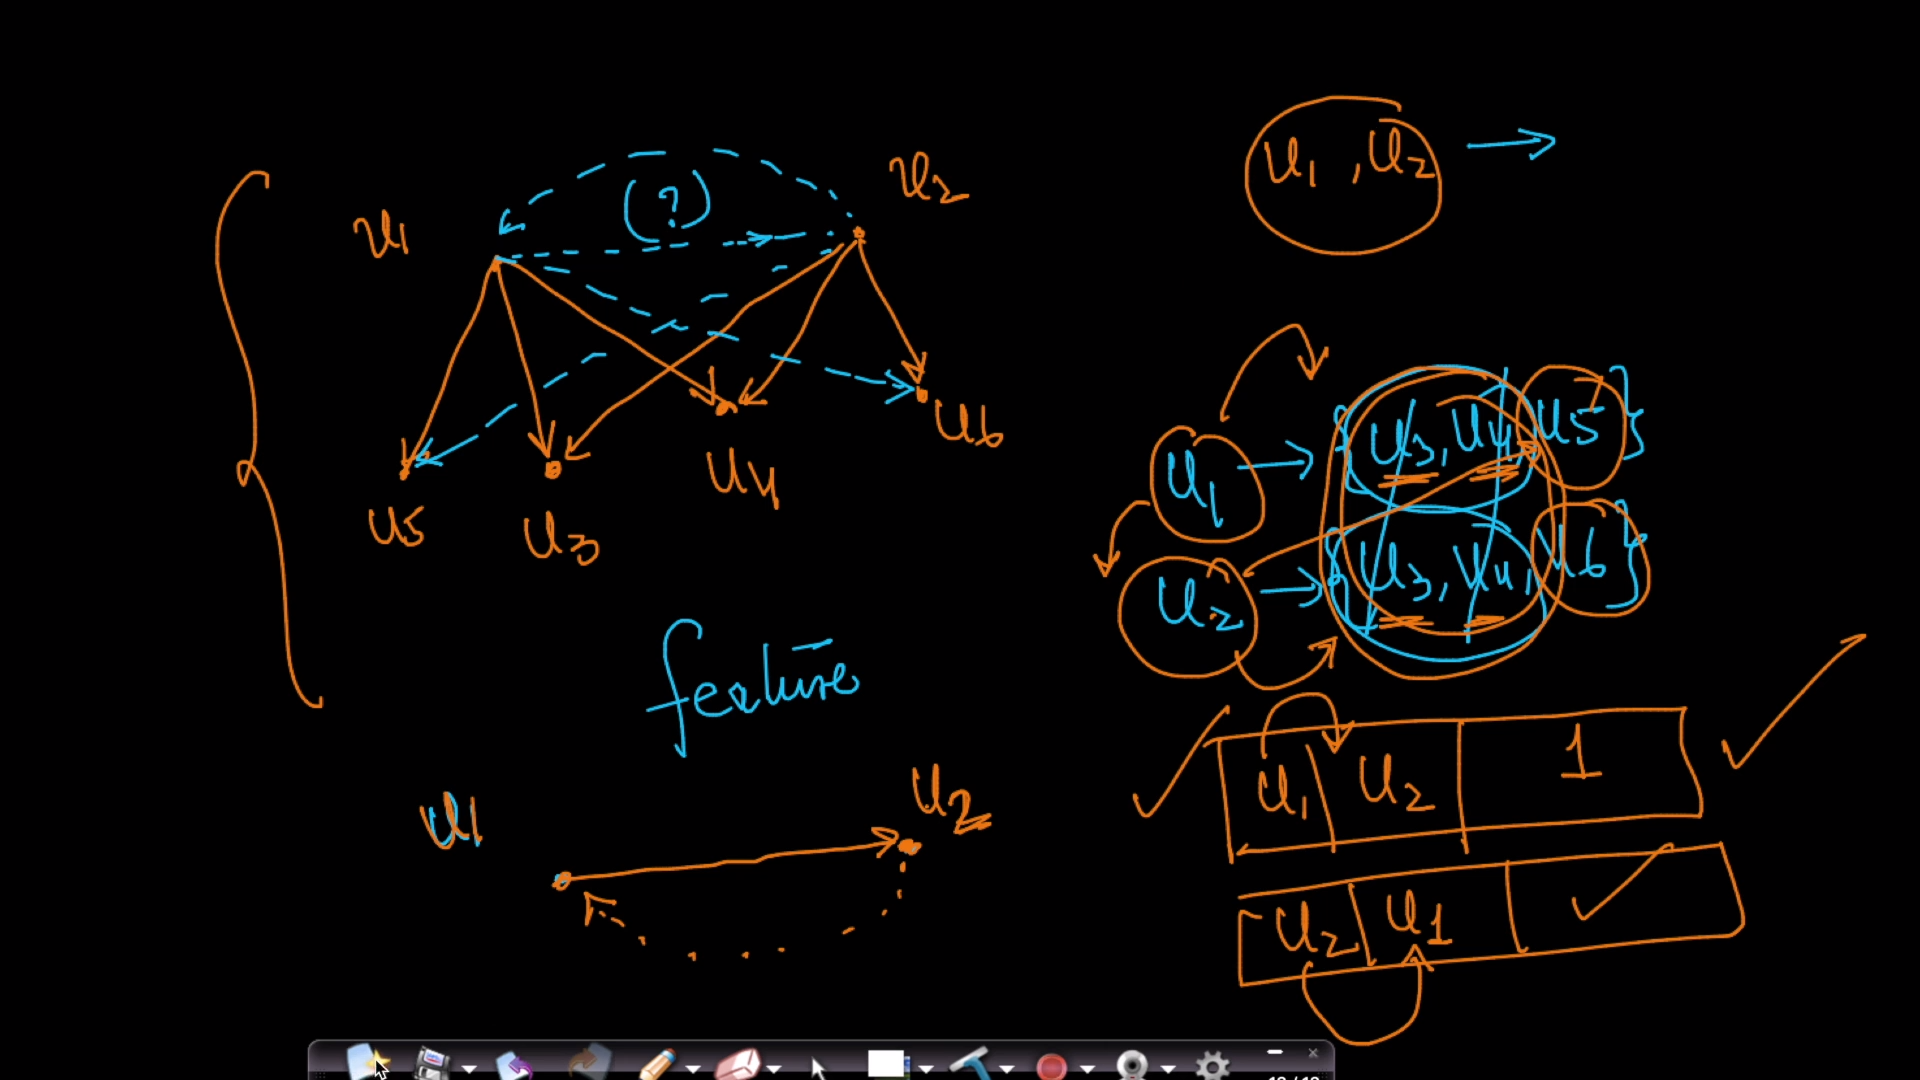 u1 , u2
u2
(?)
u1
u6
u4
u5
u3
u1 → {u3, u4, u5}
u2 → {u3, u4, u6}
feature
u1 u2 1
u2
u1
u2 u1 ✓